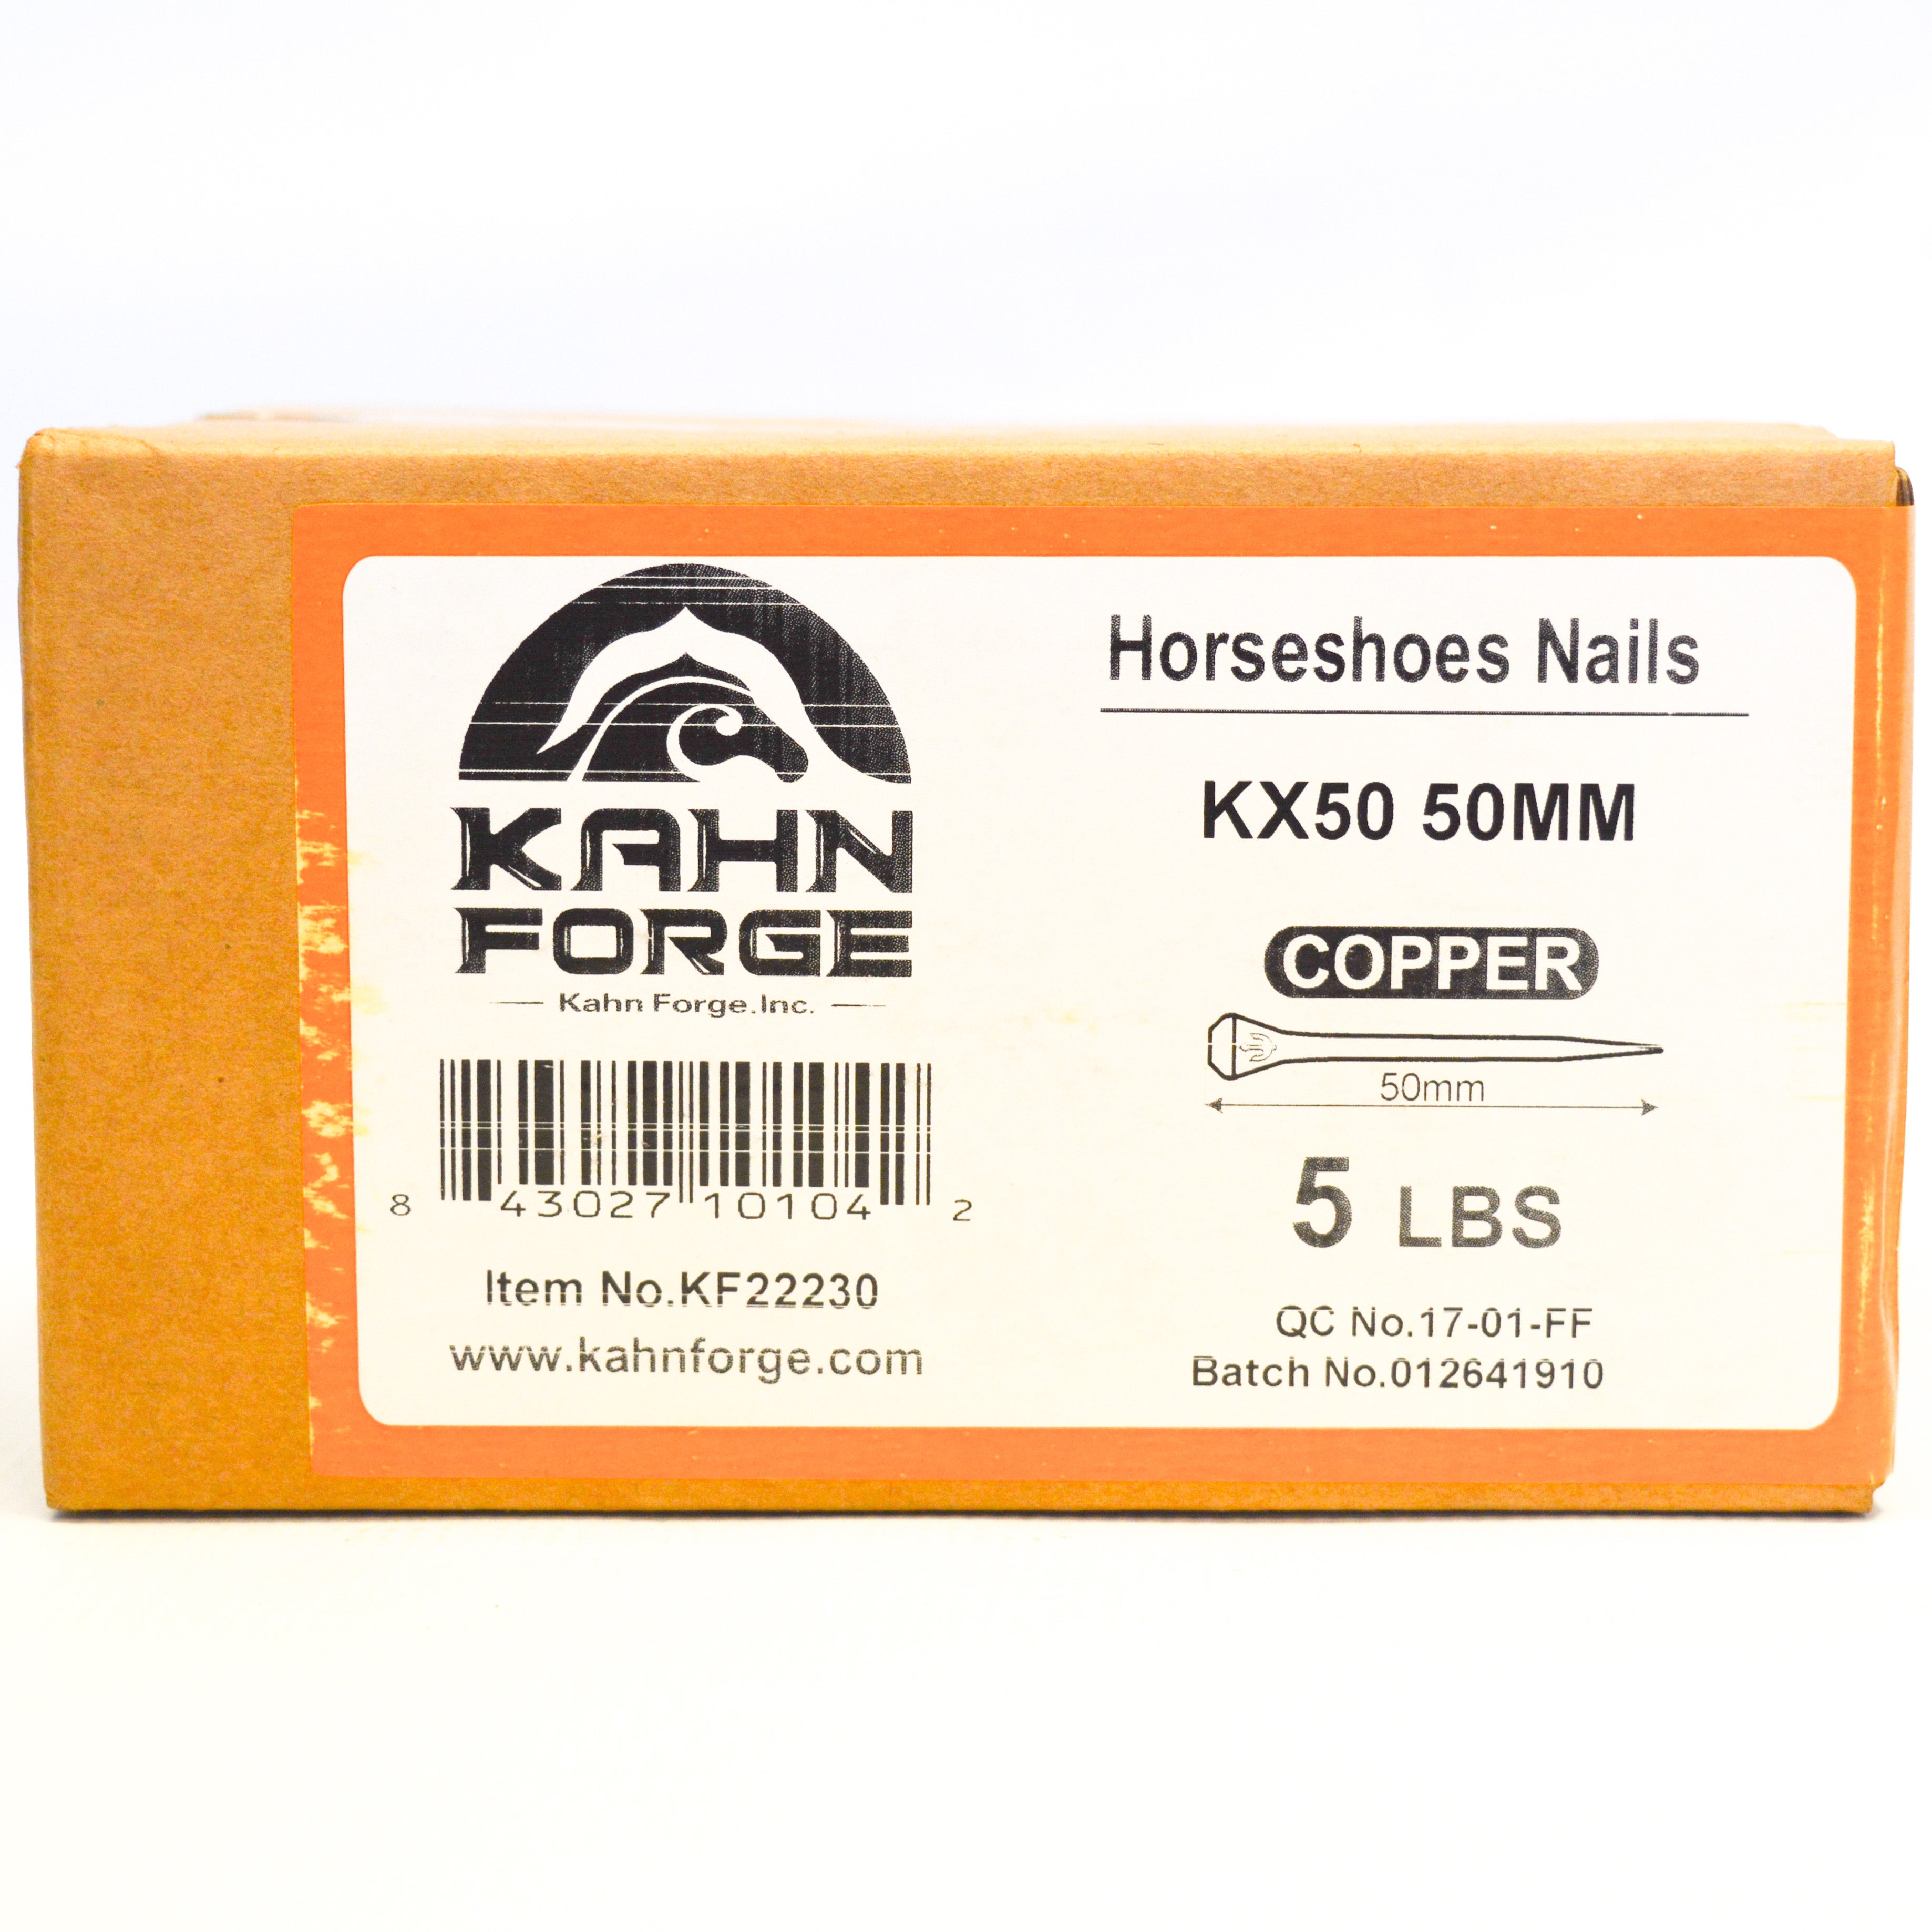 KAHN
FORGE
Kahn Forge.Inc.
8 43027 10104 2
Item No.KF22230
www.kahnforge.com
Horseshoes Nails
KX50 50MM
COPPER
50mm
5 LBS
QC No.17-01-FF
Batch No.012641910